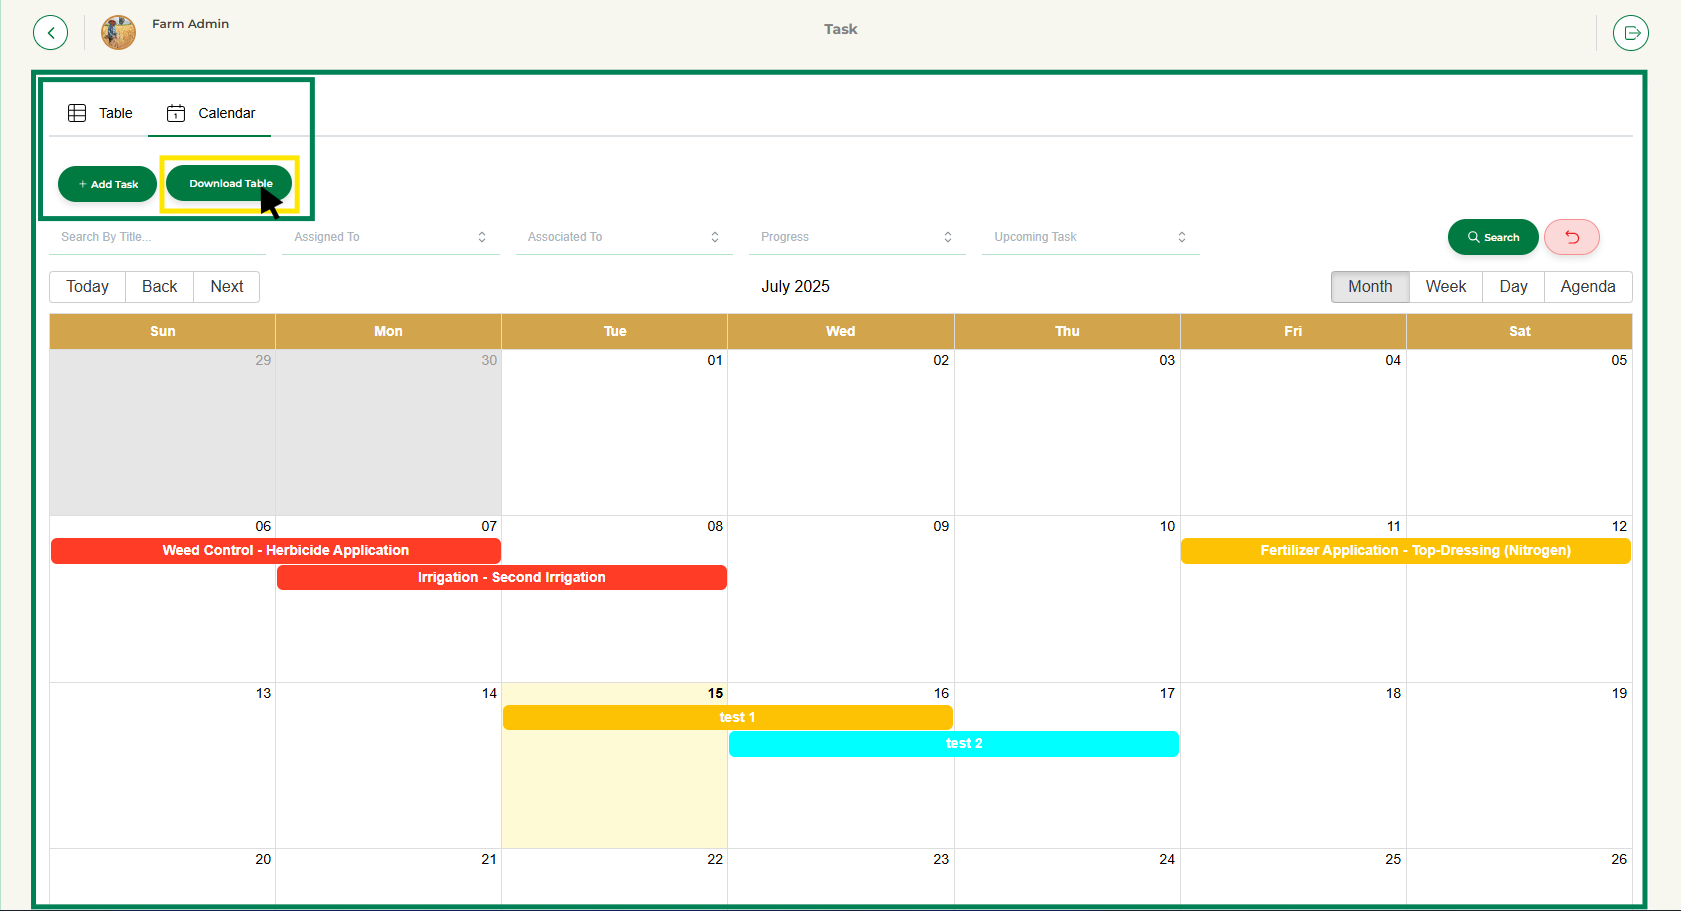 Farm Admin
Task
Table
Calendar
+ Add Task
Download Table
Search By Title...
Assigned To
Associated To
Progress
Upcoming Task
Search
Today
Back
Next
July 2025
Month
Week
Day
Agenda
Sun Mon Tue Wed Thu Fri Sat
29 30 01 02 03 04 05
06 07 08 09 10 11 12
Weed Control - Herbicide Application
Fertilizer Application - Top-Dressing (Nitrogen)
Irrigation - Second Irrigation
13 14 15 16 17 18 19
test 1
test 2
20 21 22 23 24 25 26